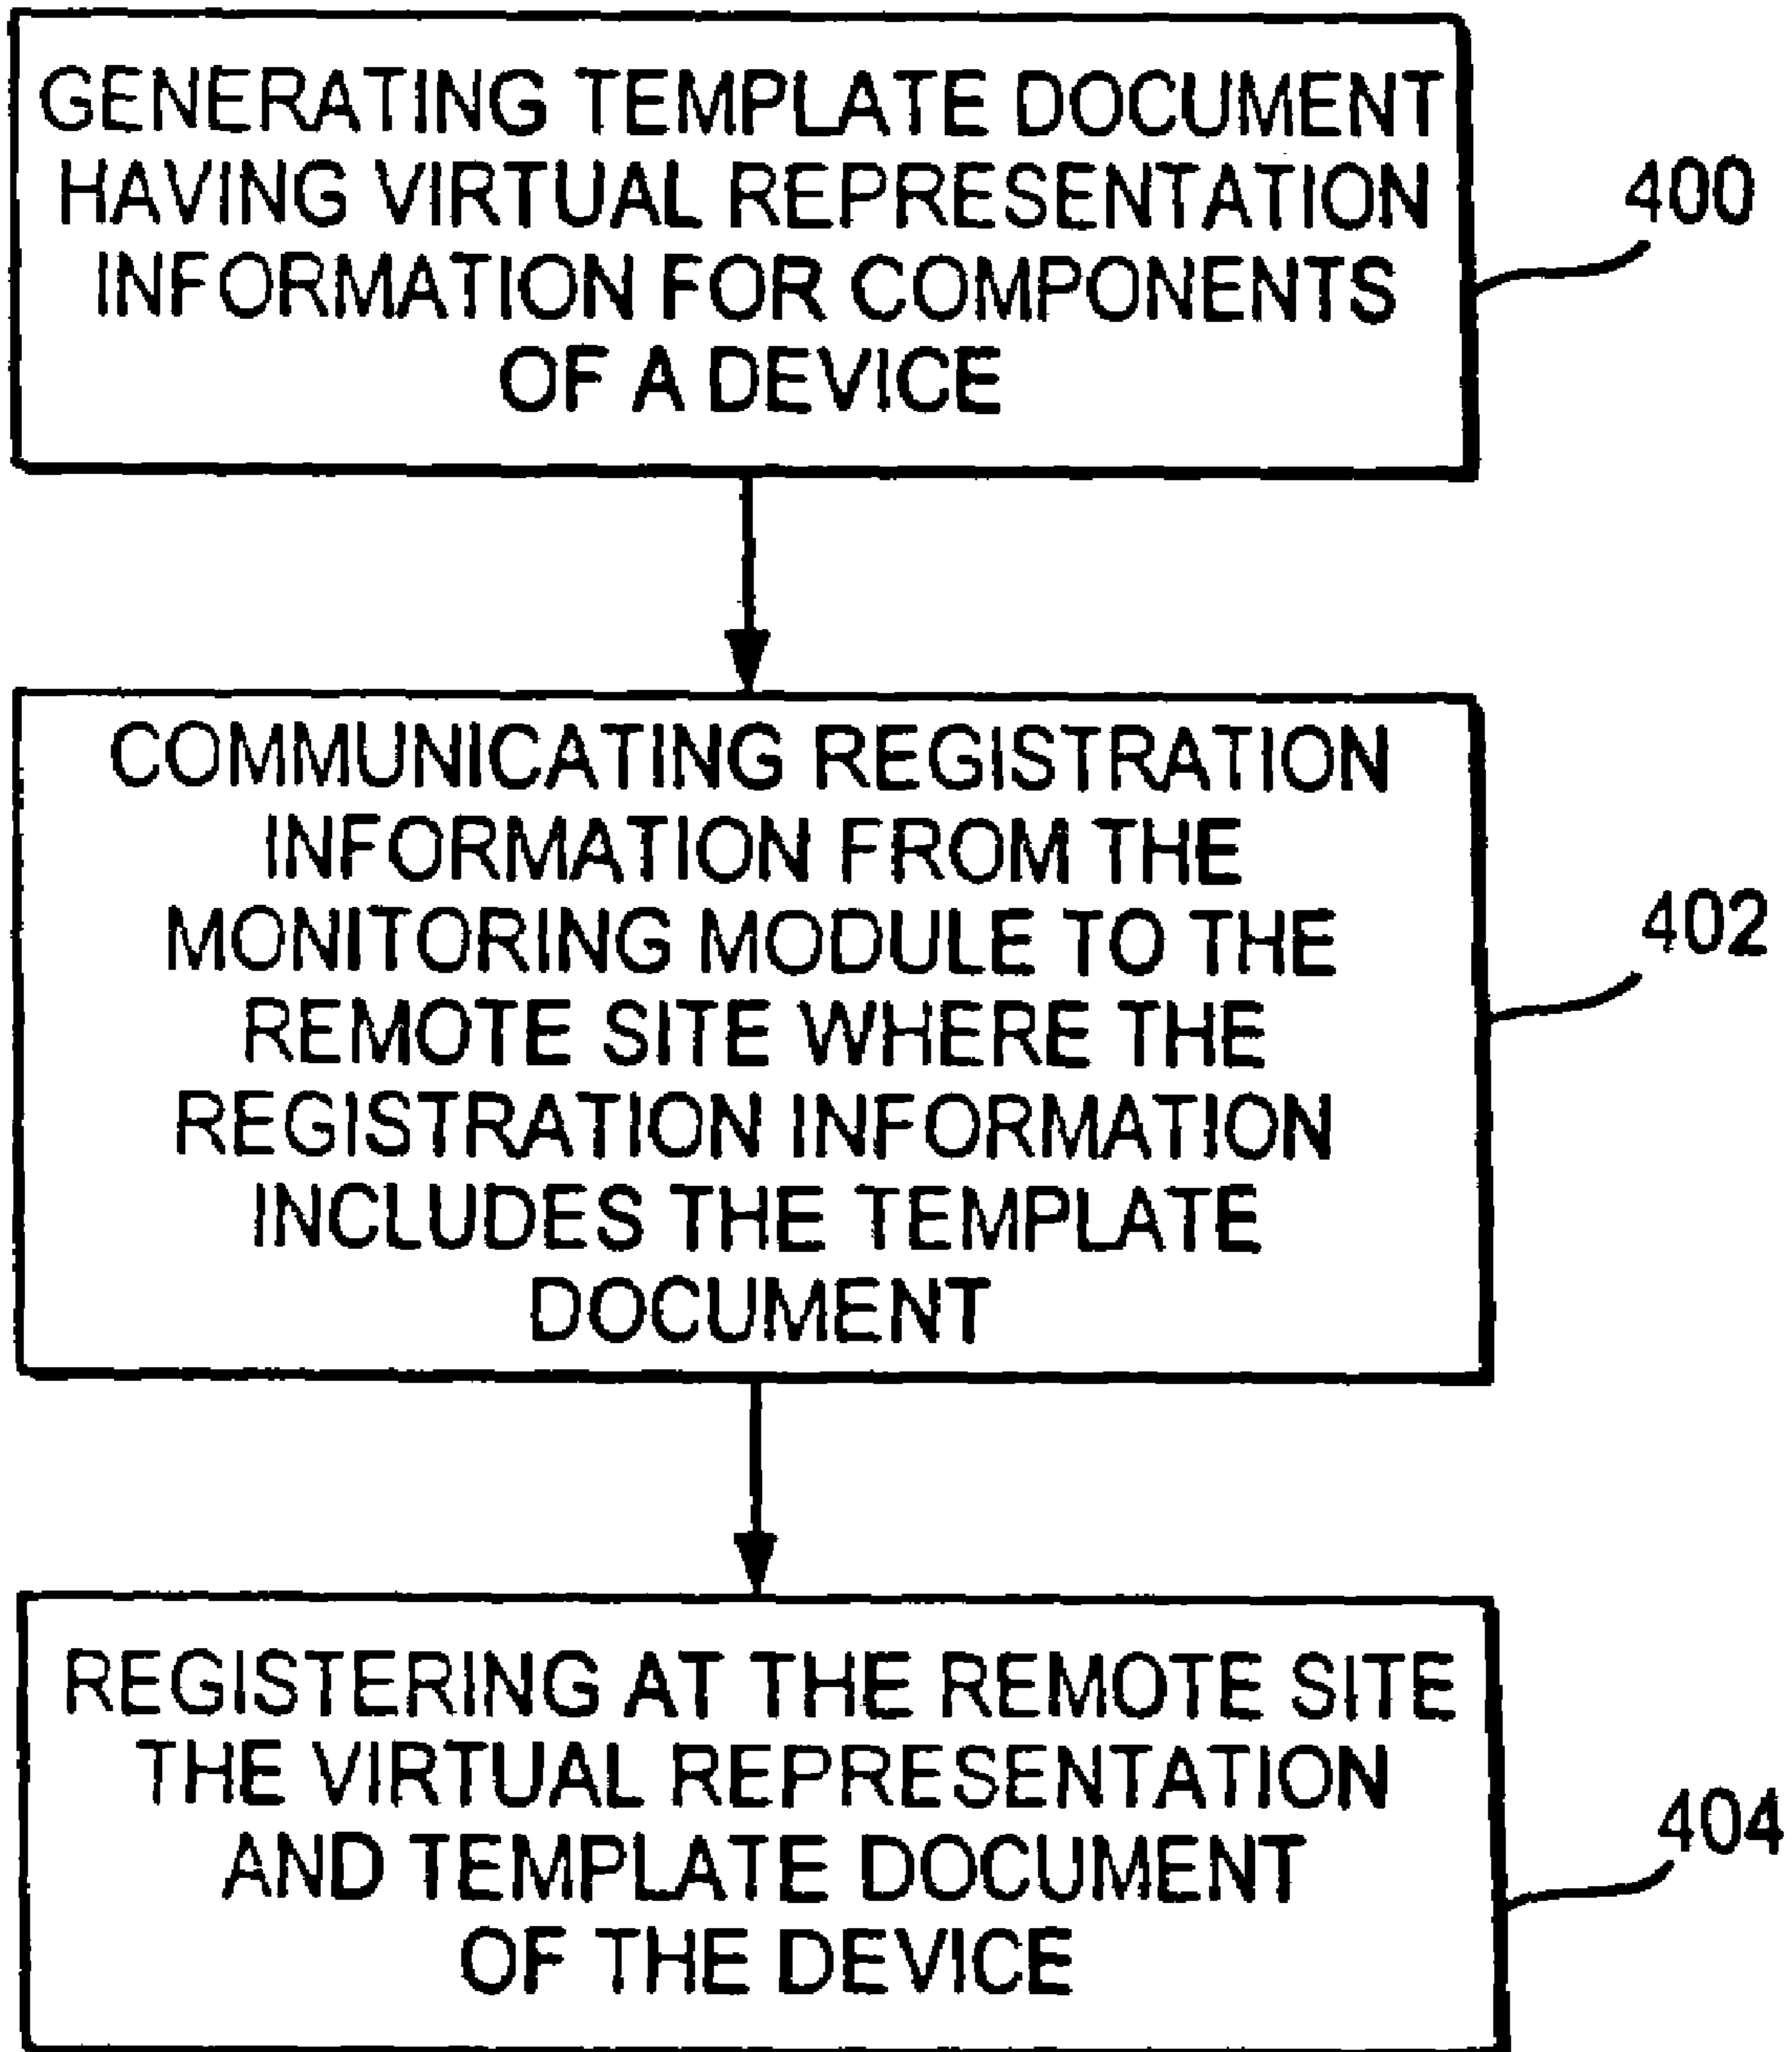 GENERATING TEMPLATE DOCUMENT
HAVING VIRTUAL REPRESENTATION
INFORMATION FOR COMPONENTS
OF A DEVICE
400
COMMUNICATING REGISTRATION
INFORMATION FROM THE
MONITORING MODULE TO THE
REMOTE SITE WHERE THE
REGISTRATION INFORMATION
INCLUDES THE TEMPLATE
DOCUMENT
402
REGISTERING AT THE REMOTE SITE
THE VIRTUAL REPRESENTATION
AND TEMPLATE DOCUMENT
OF THE DEVICE
404